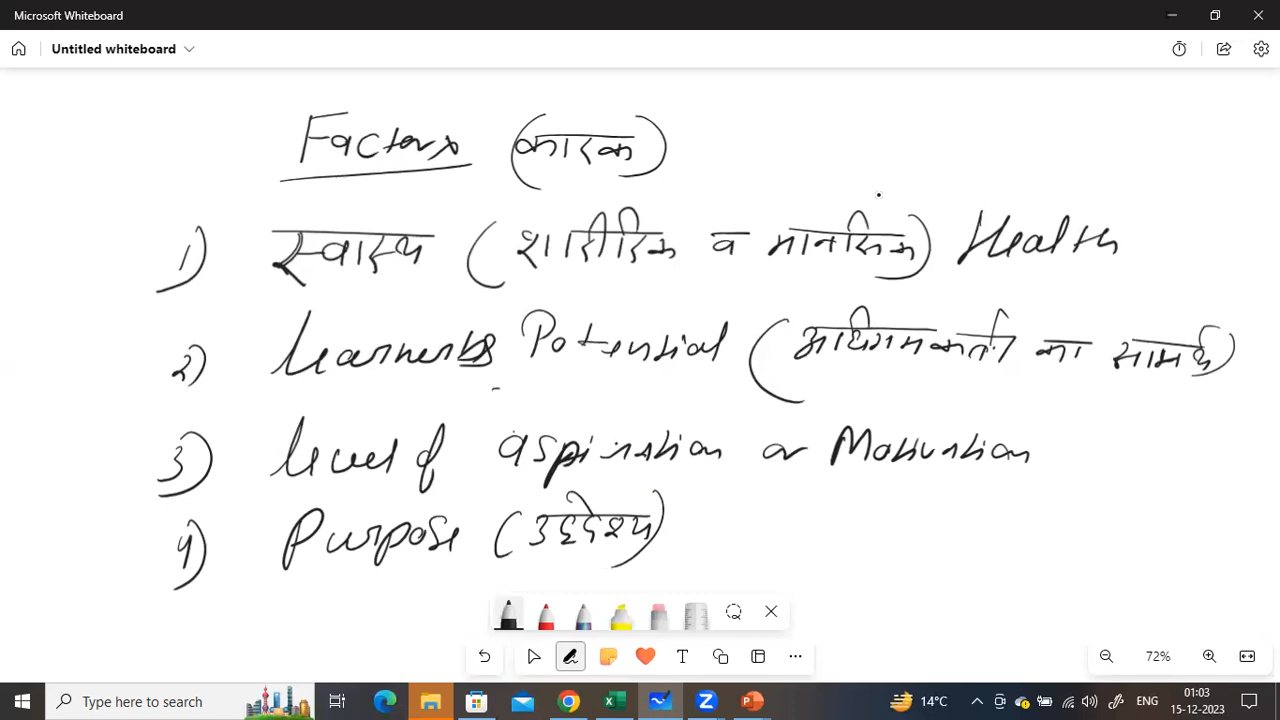 Microsoft Whiteboard
Untitled whiteboard
Factors (कारक)
1) स्वास्थ्य (शारीरिक व मानसिक) Health
2) Learner's Potential (अधिगमकर्ता का सामर्थ)
3) Level of aspiration or Motivation
4) Purpose (उद्देश्य)
72%
Type here to search
14°C
ENG
01:03
15-12-2023